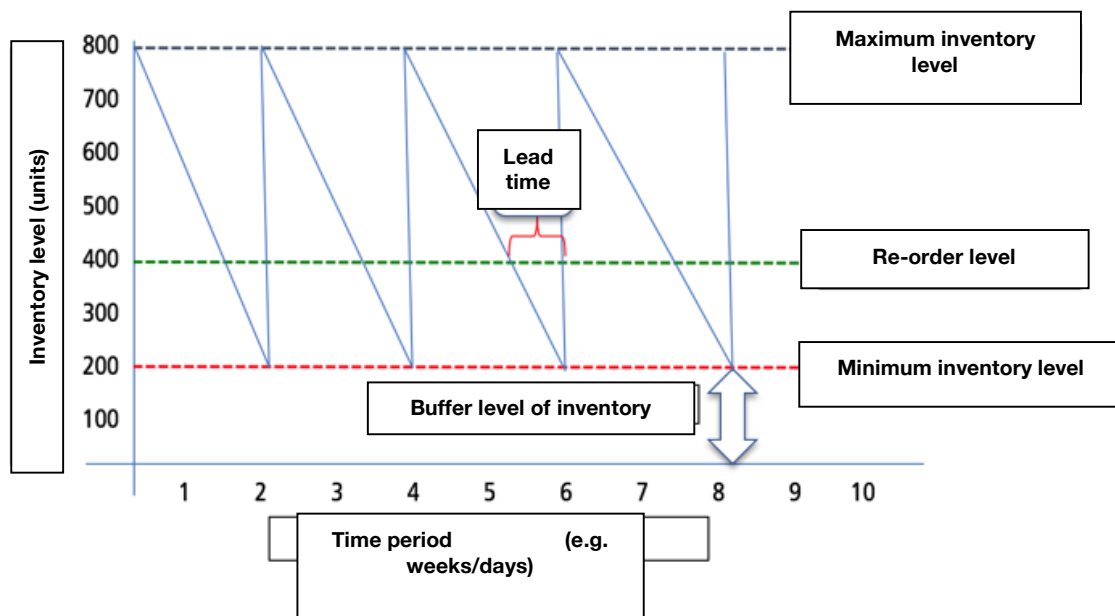 Inventory level (units)
800
700
600
500
400
300
200
100
Maximum inventory
level
Lead
time
Re-order level
Minimum inventory level
Buffer level of inventory
1 2 3 4 5 6 7 8 9 10
Time period (e.g.
weeks/days)